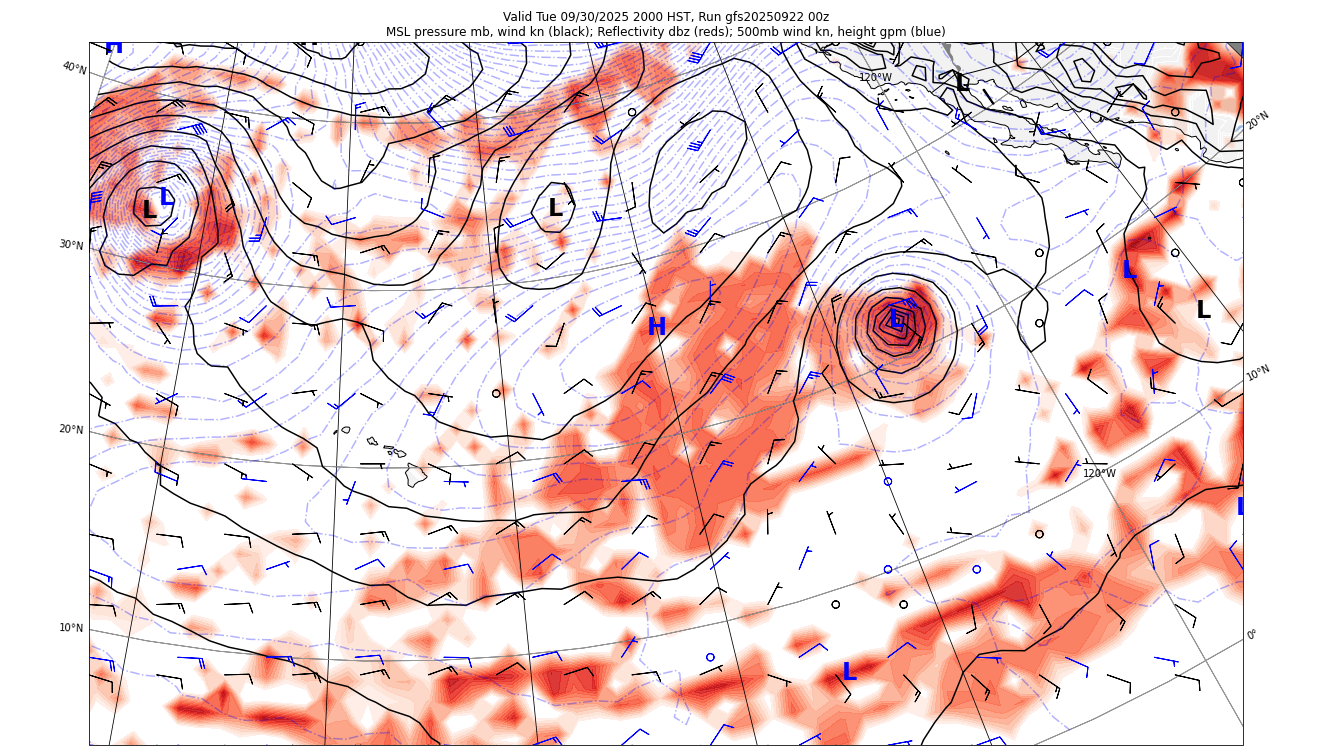 Valid Tue 09/30/2025 2000 HST, Run gfs20250922 00z
MSL pressure mb, wind kn (black); Reflectivity dbz (reds); 500mb wind kn, height gpm (blue)
H
40°N
120°W
L
20°N
L
L
L
30°N
L
L
H
L
10°N
20°N
120°W
L
10°N
0°
L